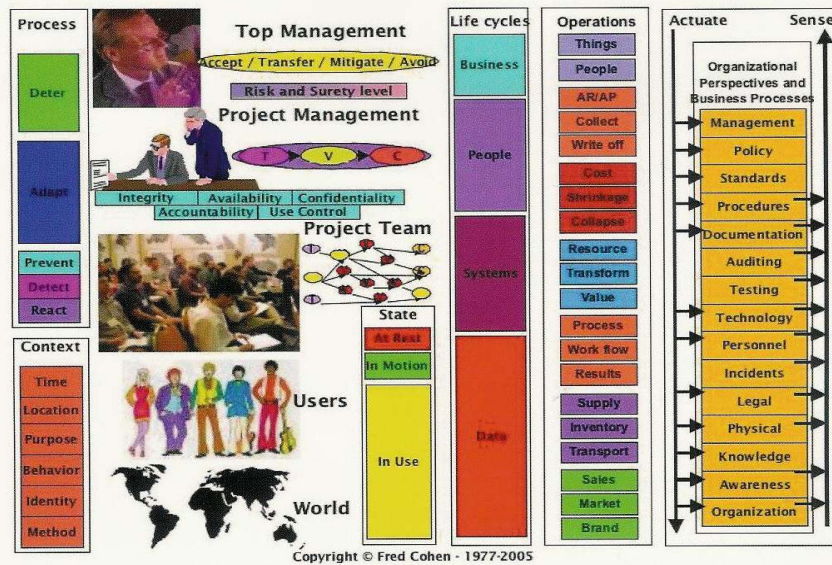 Process
Deter
Adapt
Prevent
Detect
React
Context
Time
Location
Purpose
Behavior
Identity
Method
Top Management
Accept / Transfer / Mitigate / Avoid
Risk and Surety level
Project Management
T V C
Integrity Availability Confidentiality
Accountability Use Control
Project Team
Users
World
State
At Rest
In Motion
In Use
Life cycles
Business
People
Systems
Data
Operations
Things
People
AR/AP
Collect
Write off
Cost
Shrinkage
Collapse
Resource
Transform
Value
Process
Work flow
Results
Supply
Inventory
Transport
Sales
Market
Brand
Actuate Sense
Organizational
Perspectives and
Business Processes
Management
Policy
Standards
Procedures
Documentation
Auditing
Testing
Technology
Personnel
Incidents
Legal
Physical
Knowledge
Awareness
Organization
Copyright © Fred Cohen - 1977-2005